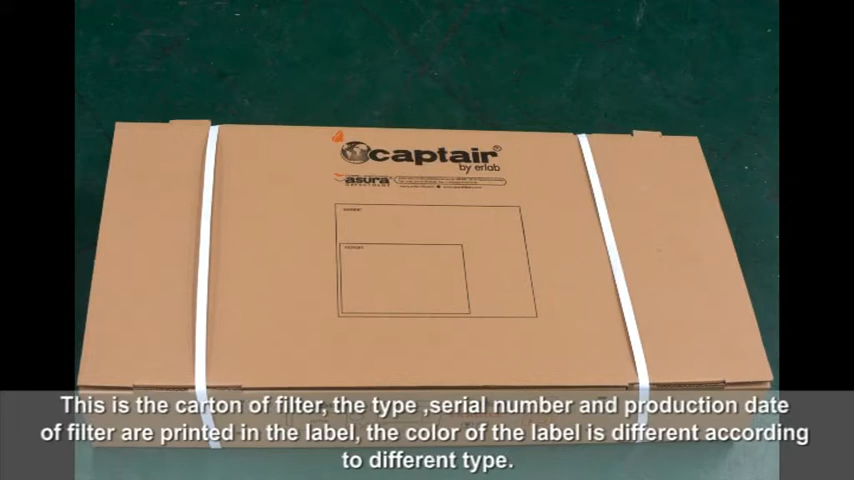 captair®
by erlab
asura
This is the carton of filter, the type ,serial number and production date
of filter are printed in the label, the color of the label is different according
to different type.